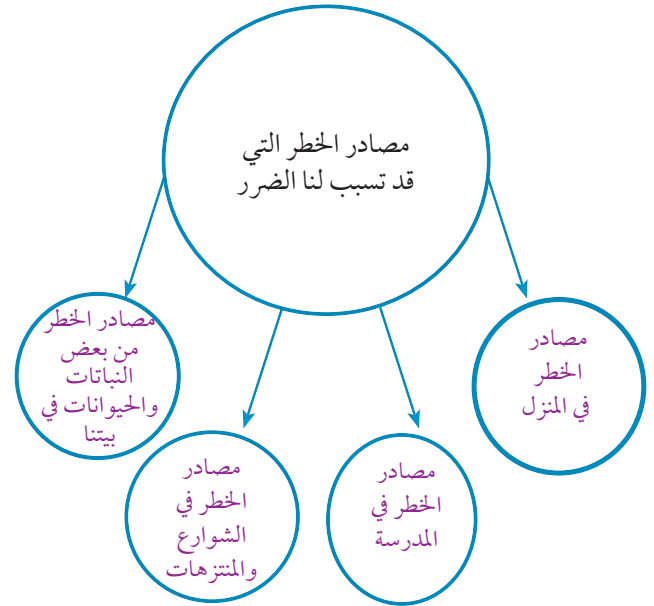 مصادر الخطر التي
قد تسبب لنا الضرر
مصادر
الخطر
في المنزل
مصادر
الخطر في
المدرسة
مصادر
الخطر في
الشوارع
والمنتزهات
مصادر الخطر
من بعض
النباتات
والحيوانات في
بيتنا